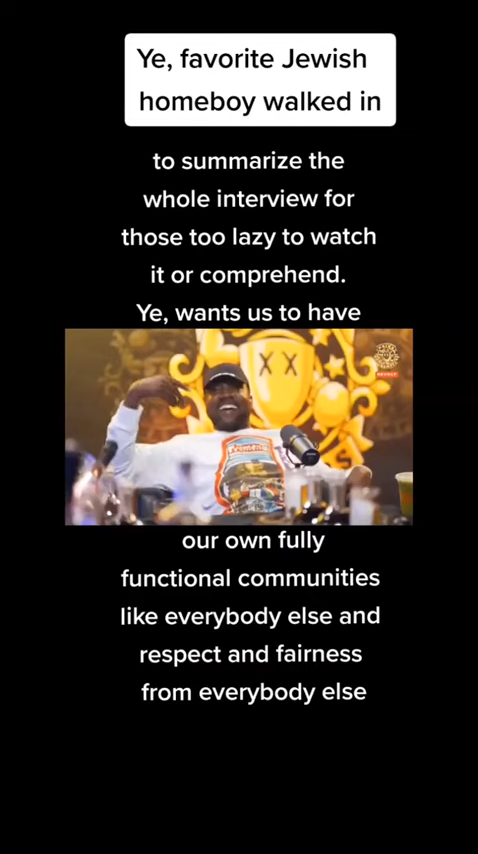 Ye, favorite Jewish
homeboy walked in
to summarize the
whole interview for
those too lazy to watch
it or comprehend.
Ye, wants us to have
REVOLT
our own fully
functional communities
like everybody else and
respect and fairness
from everybody else